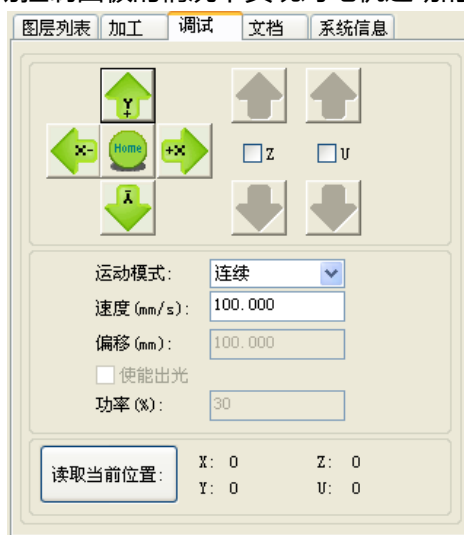 图层列表 加工 调试 文档 系统信息
Y+
X- Home +X
Y-
Z U
运动模式: 连续
速度(mm/s): 100.000
偏移(mm): 100.000
使能出光
功率(%): 30
读取当前位置: X: 0 Z: 0
Y: 0 U: 0